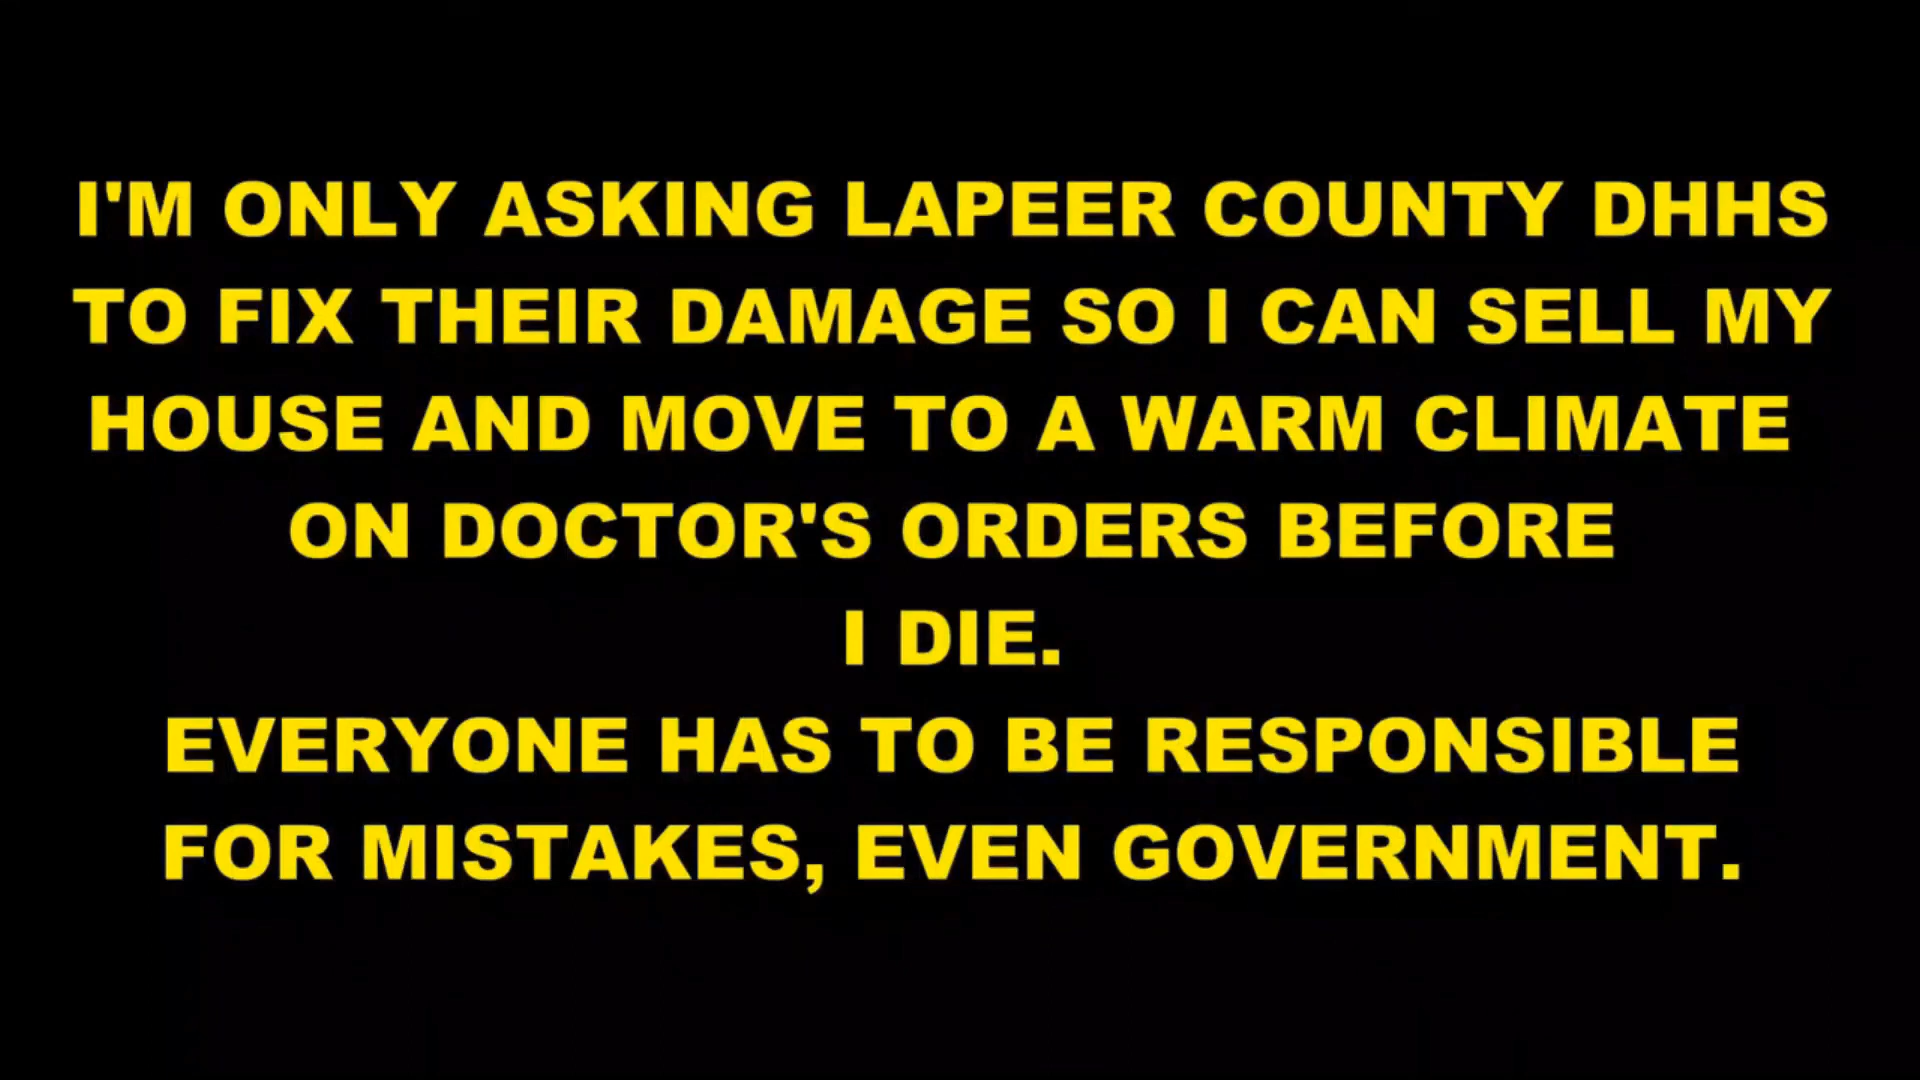 I'M ONLY ASKING LAPEER COUNTY DHHS
TO FIX THEIR DAMAGE SO I CAN SELL MY
HOUSE AND MOVE TO A WARM CLIMATE
ON DOCTOR'S ORDERS BEFORE
I DIE.
EVERYONE HAS TO BE RESPONSIBLE
FOR MISTAKES, EVEN GOVERNMENT.